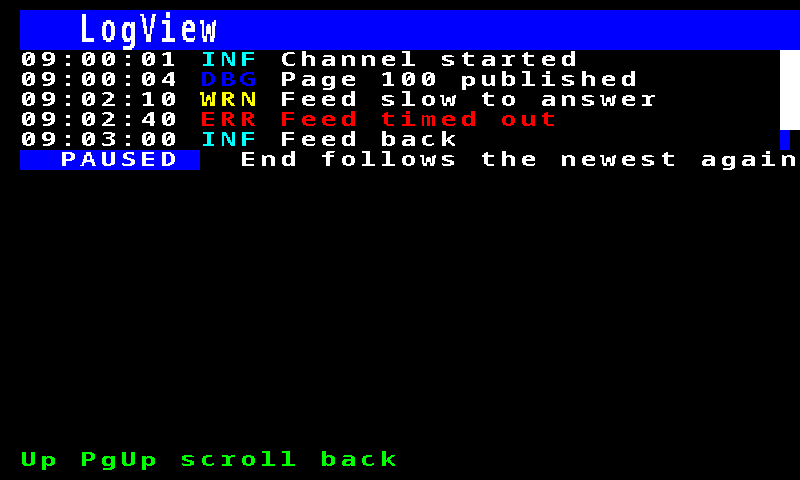 LogView
09:00:01 INF Channel started
09:00:04 DBG Page 100 published
09:02:10 WRN Feed slow to answer
09:02:40 ERR Feed timed out
09:03:00 INF Feed back
PAUSED End follows the newest again
Up PgUp scroll back